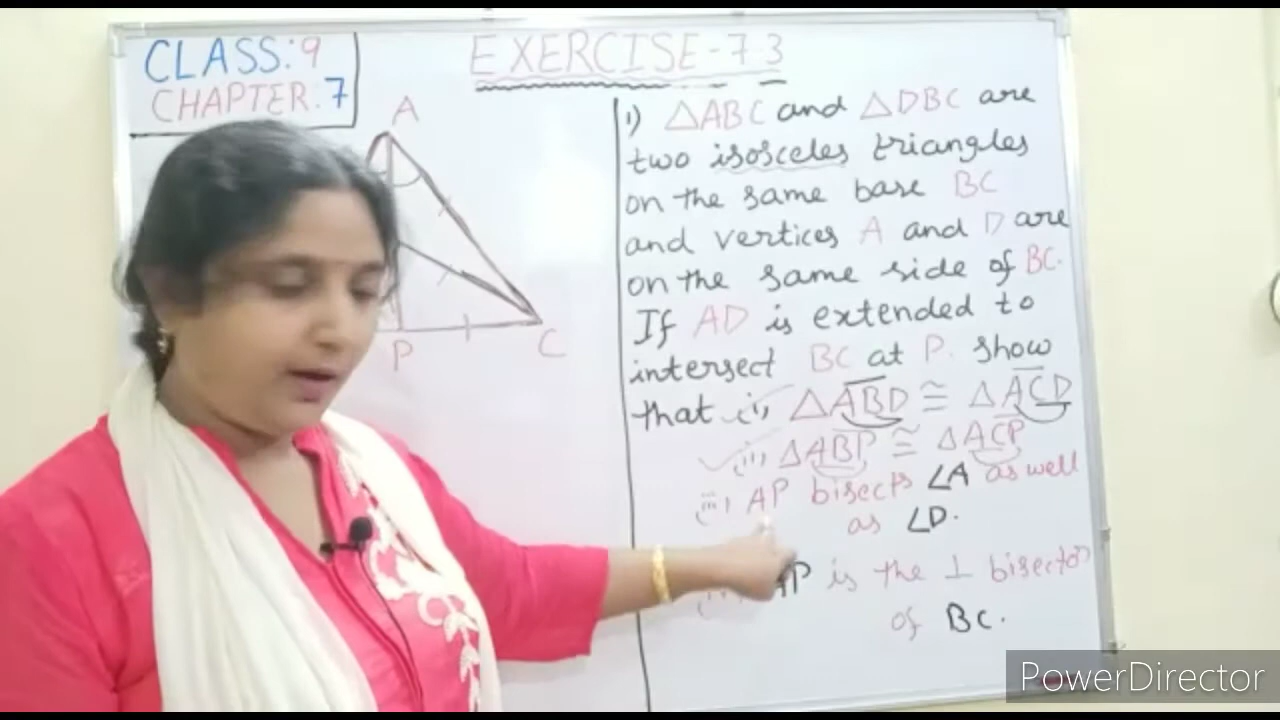 CLASS: 9
CHAPTER: 7
EXERCISE-7.3
A
P
C
1) △ABC and △DBC are
two isosceles triangles
on the same base BC
and vertices A and D are
on the same side of BC.
If AD is extended to
intersect BC at P. show
that (i) △ABD ≅ △ACD
(ii) △ABP ≅ △ACP
(iii) AP bisects ∠A as well
as ∠D.
AP is the ⊥ bisector
of BC.
PowerDirector